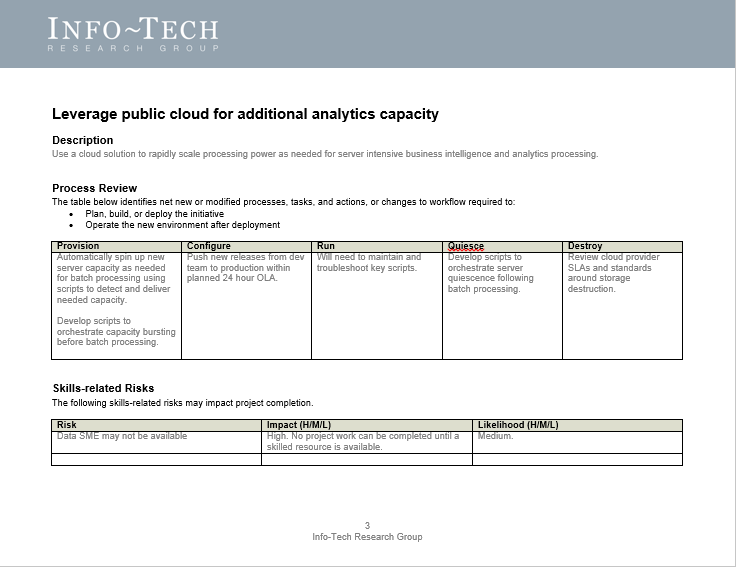 INFO~TECH
RESEARCH GROUP
Leverage public cloud for additional analytics capacity
Description
Use a cloud solution to rapidly scale processing power as needed for server intensive business intelligence and analytics processing.
Process Review
The table below identifies net new or modified processes, tasks, and actions, or changes to workflow required to:
• Plan, build, or deploy the initiative
• Operate the new environment after deployment
Provision
Automatically spin up new
server capacity as needed
for batch processing using
scripts to detect and deliver
needed capacity.
Develop scripts to
orchestrate capacity bursting
before batch processing.
Configure
Push new releases from dev
team to production within
planned 24 hour OLA.
Run
Will need to maintain and
troubleshoot key scripts.
Quiesce
Develop scripts to
orchestrate server
quiescence following
batch processing.
Destroy
Review cloud provider
SLAs and standards
around storage
destruction.
Skills-related Risks
The following skills-related risks may impact project completion.
Risk
Impact (H/M/L)
Likelihood (H/M/L)
Data SME may not be available
High. No project work can be completed until a
skilled resource is available.
Medium.
3
Info-Tech Research Group